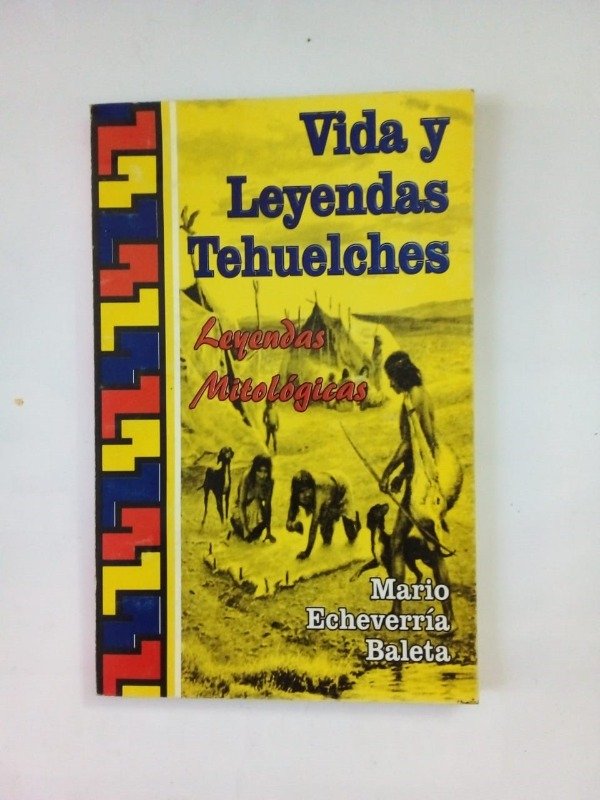 Vida y
Leyendas
Tehuelches
Leyendas
Mitológicas
Mario
Echeverría
Baleta